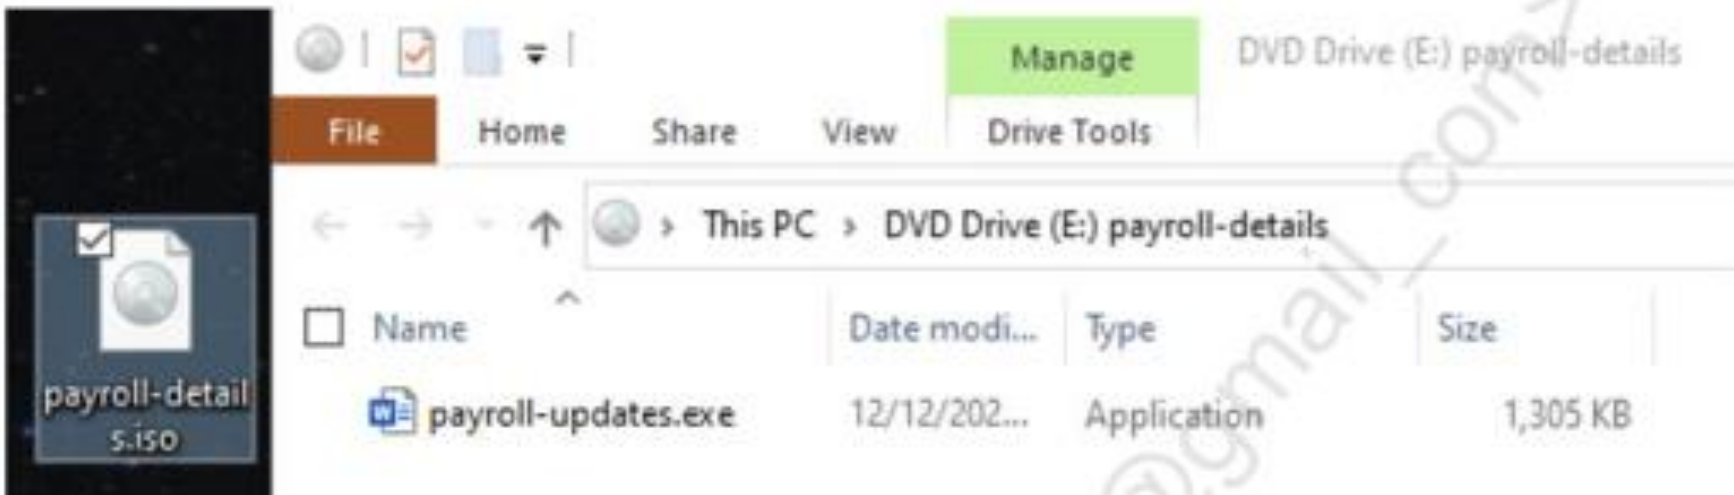 Manage
DVD Drive (E:) payroll-details
File Home Share View Drive Tools
This PC > DVD Drive (E:) payroll-details
Name Date modi... Type Size
payroll-updates.exe 12/12/202... Application 1,305 KB
payroll-detail
s.iso
@gmail_com>